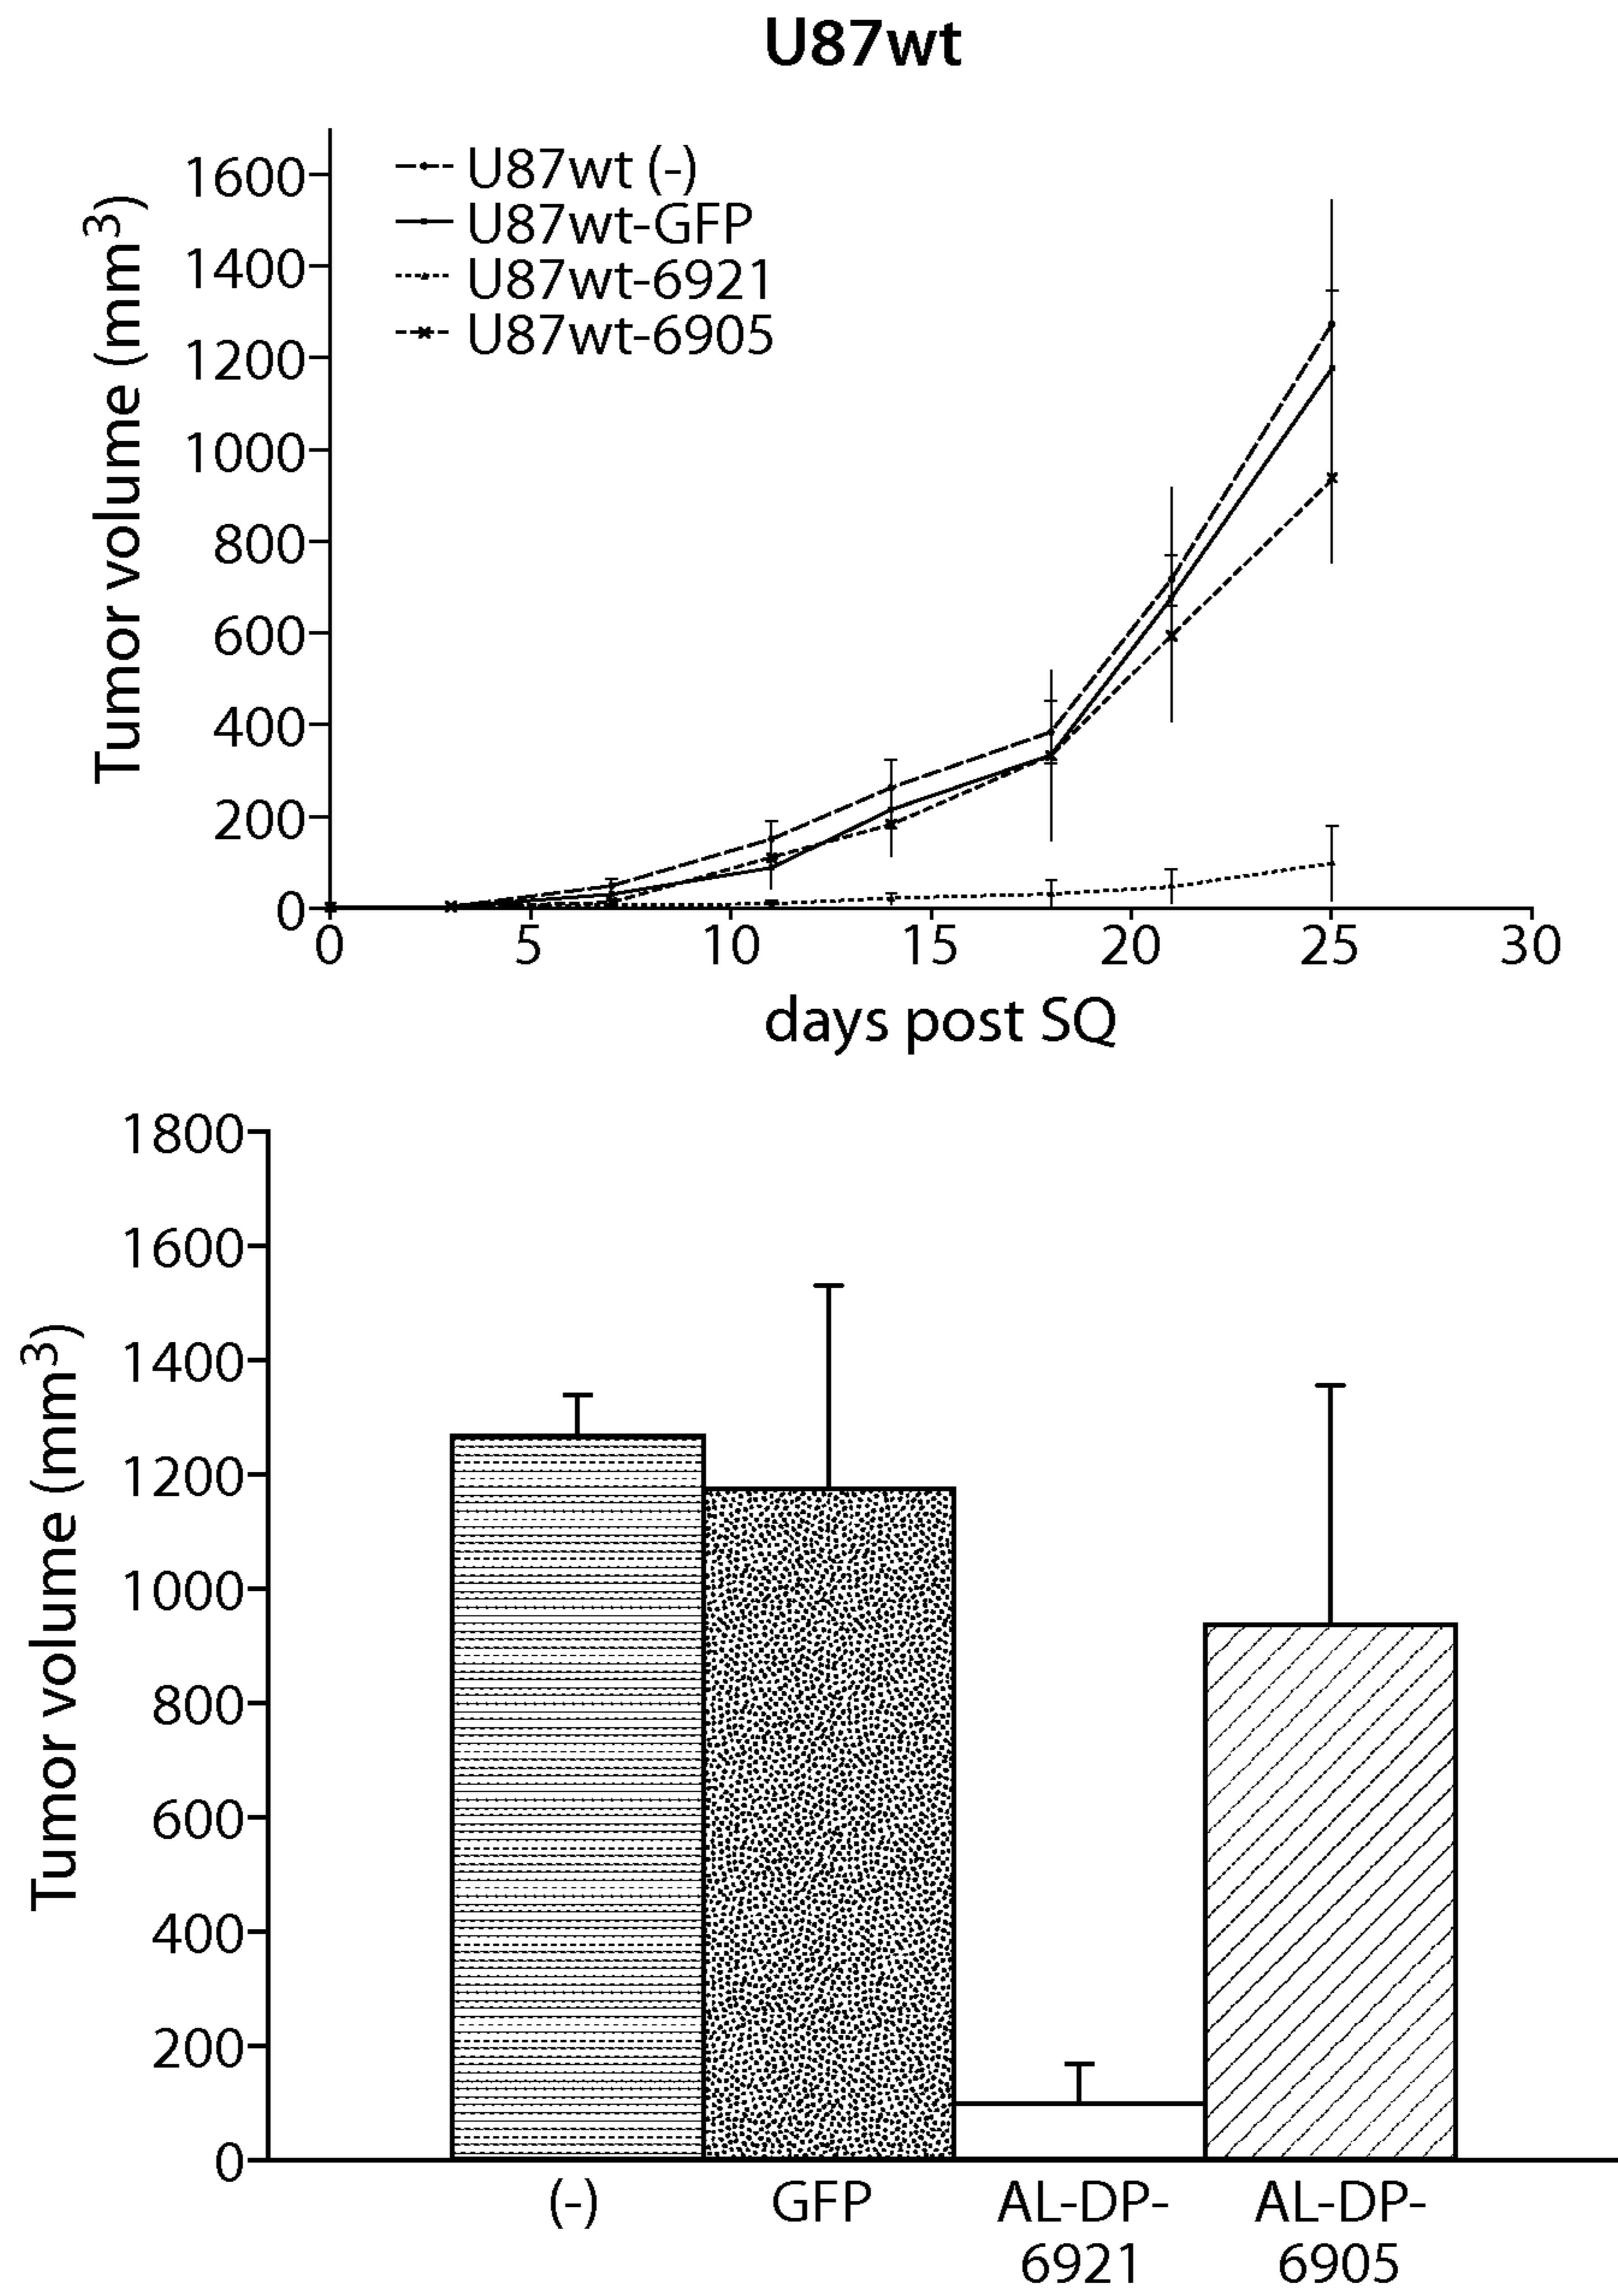 U87wt
Tumor volume (mm³)
1600
1400
1200
1000
800
600
400
200
0
U87wt (-)
U87wt-GFP
U87wt-6921
U87wt-6905
0 5 10 15 20 25 30
days post SQ
Tumor volume (mm³)
1800
1600
1400
1200
1000
800
600
400
200
0
(-) GFP AL-DP- AL-DP-
6921 6905